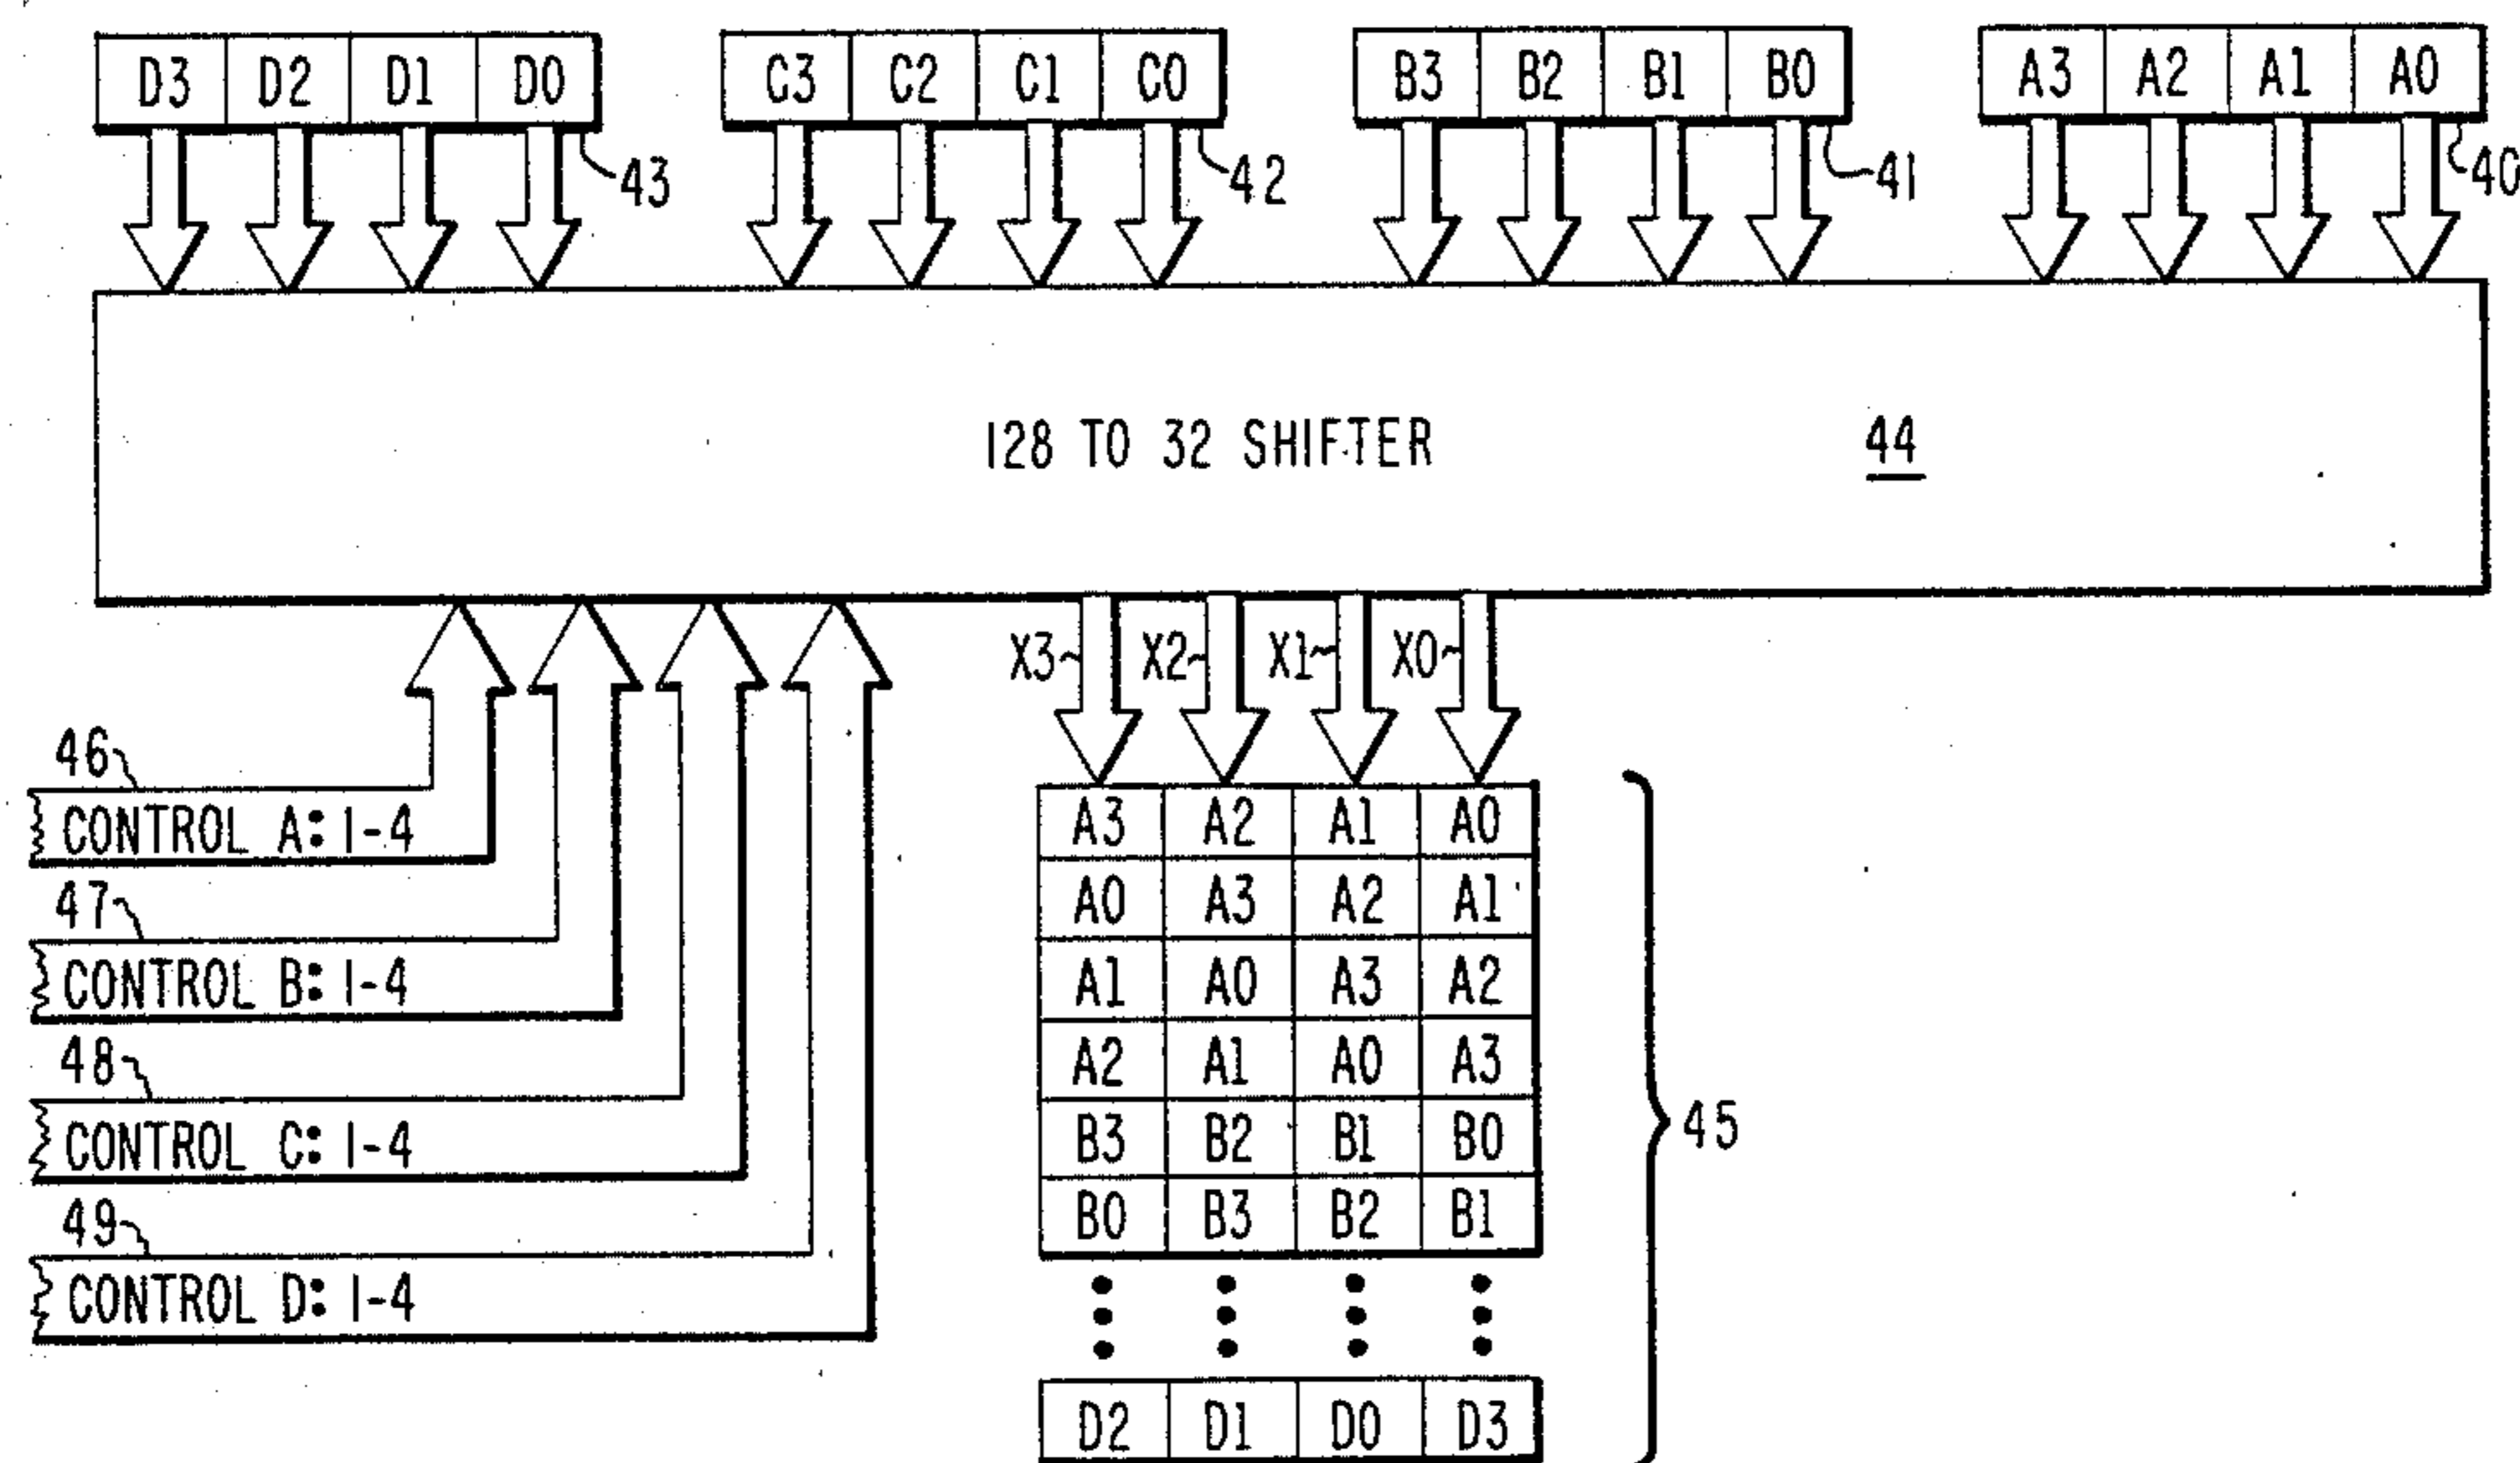 D3 D2 D1 D0
C3 C2 C1 C0
B3 B2 B1 B0
A3 A2 A1 A0
43
42
41
40
128 TO 32 SHIFTER
44
X3
X2
X1
X0
46
CONTROL A: 1-4
47
CONTROL B: 1-4
48
CONTROL C: 1-4
49
CONTROL D: 1-4
A3 A2 A1 A0
A0 A3 A2 A1
A1 A0 A3 A2
A2 A1 A0 A3
B3 B2 B1 B0
B0 B3 B2 B1
D2 D1 D0 D3
45